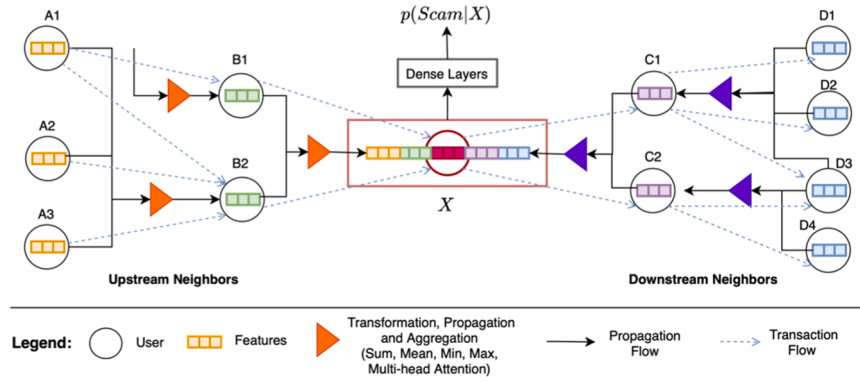 p(Scam|X)
A1
D1
B1
Dense Layers
C1
D2
A2
B2
C2
D3
X
A3
D4
Upstream Neighbors
Downstream Neighbors
Legend:
User
Features
Transformation, Propagation
and Aggregation
(Sum, Mean, Min, Max,
Multi-head Attention)
Propagation
Flow
Transaction
Flow